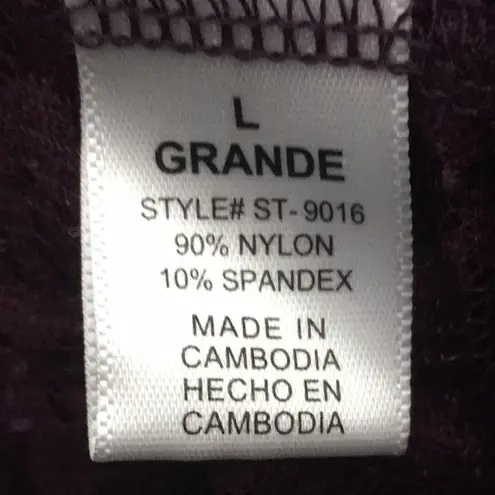 L
GRANDE
STYLE# ST-9016
90% NYLON
10% SPANDEX
MADE IN
CAMBODIA
HECHO EN
CAMBODIA